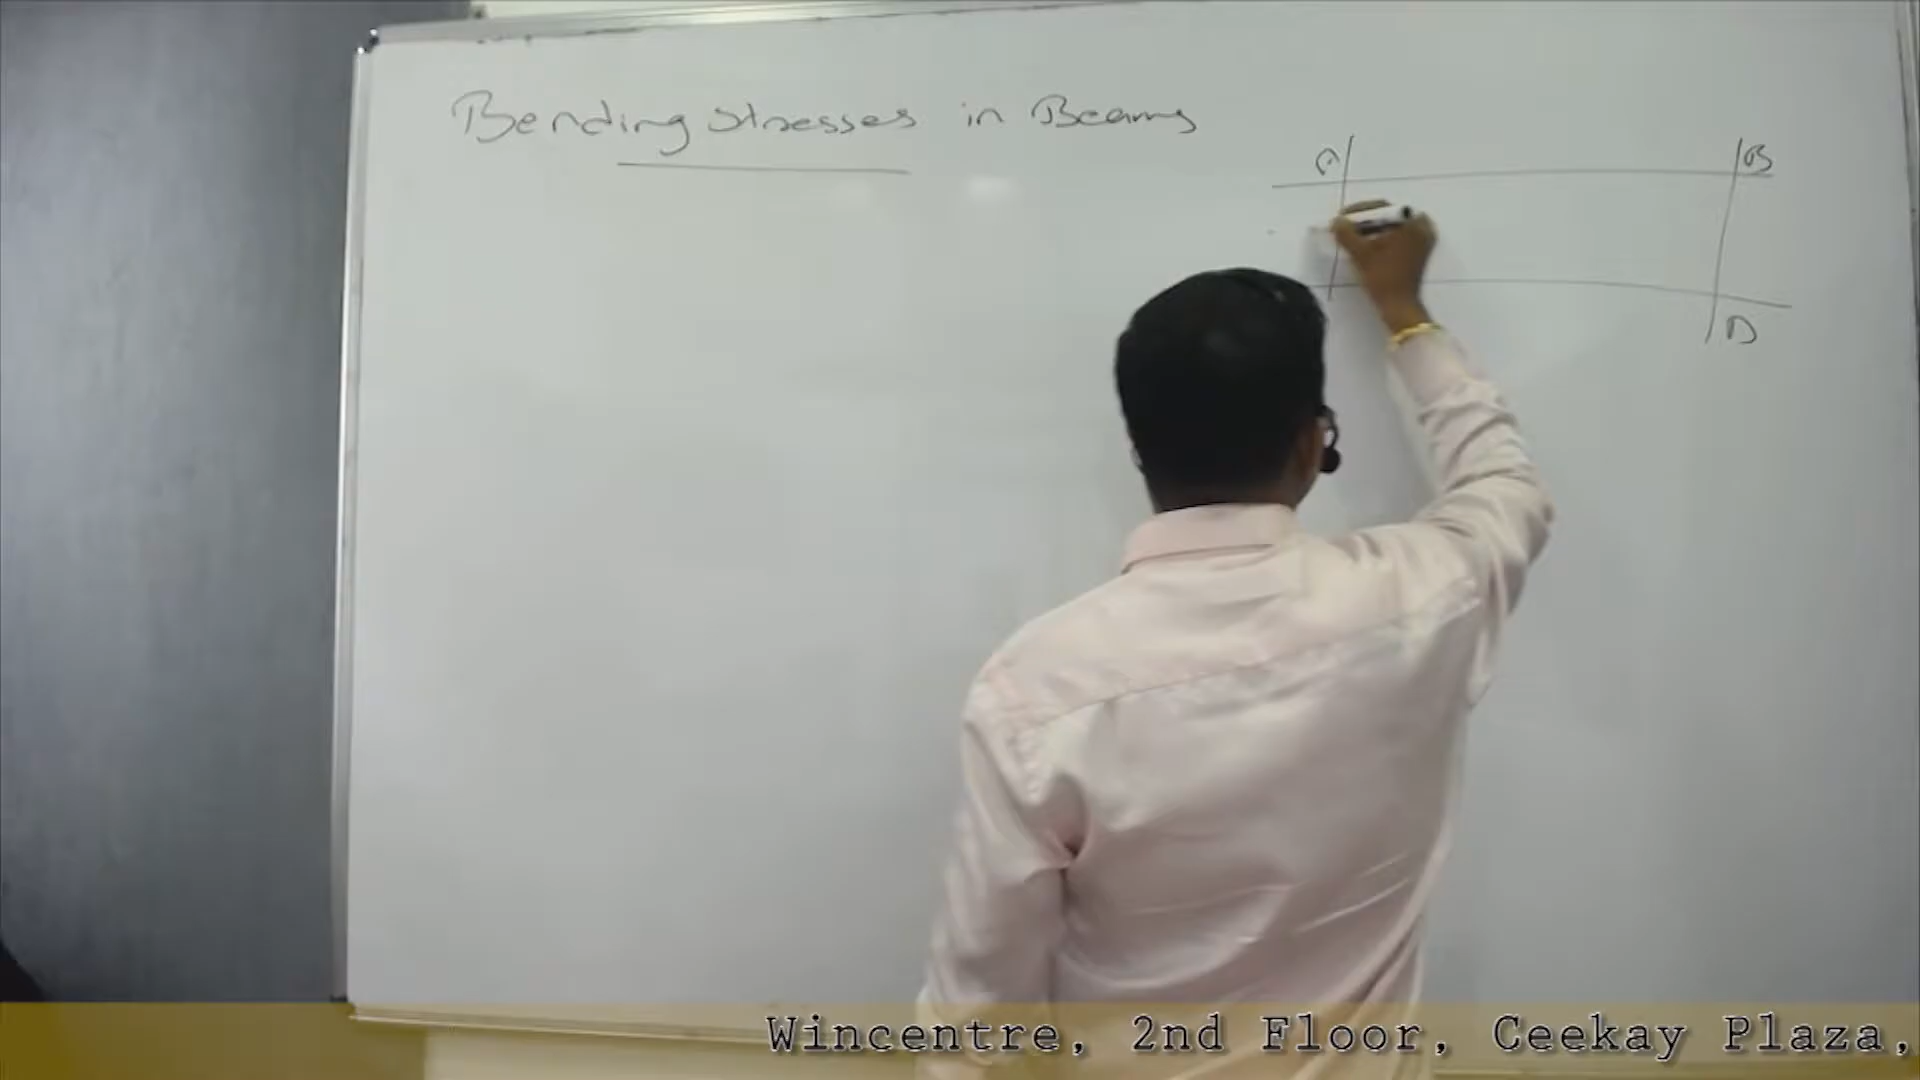 Bending stresses in Beams
A B
D
Wincentre, 2nd Floor, Ceekay Plaza,